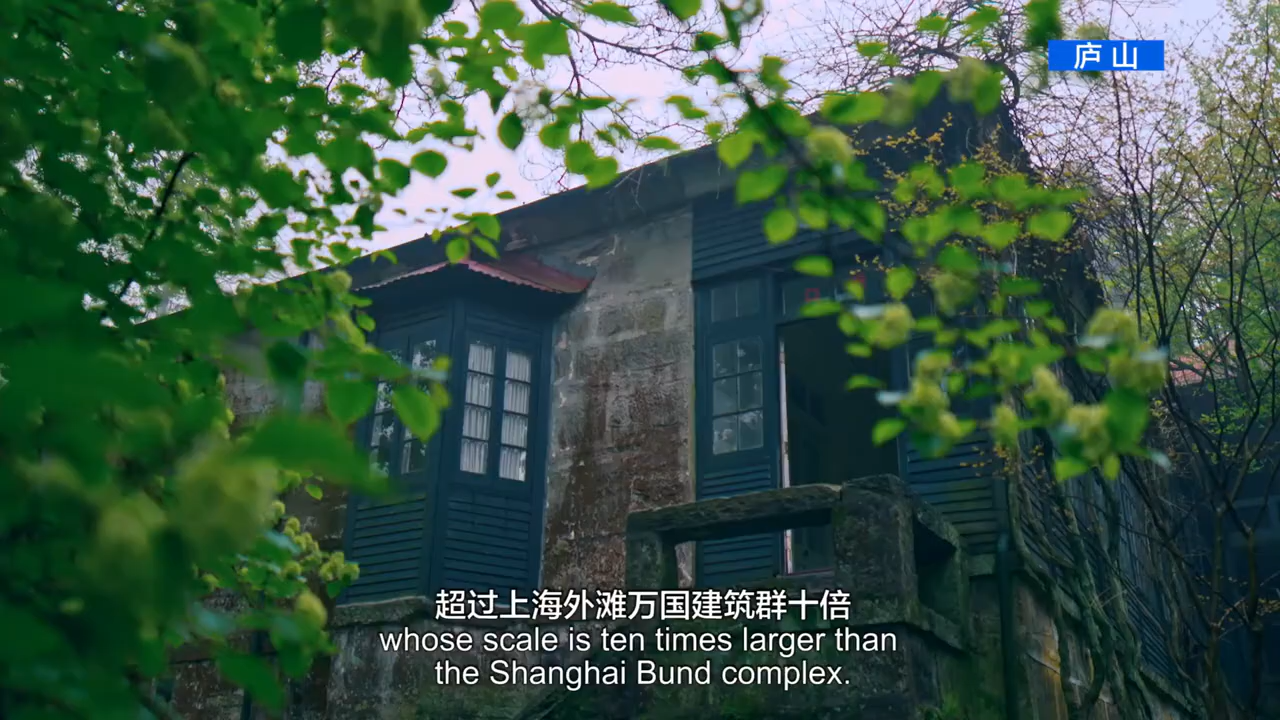 庐山
超过上海外滩万国建筑群十倍
whose scale is ten times larger than
the Shanghai Bund complex.